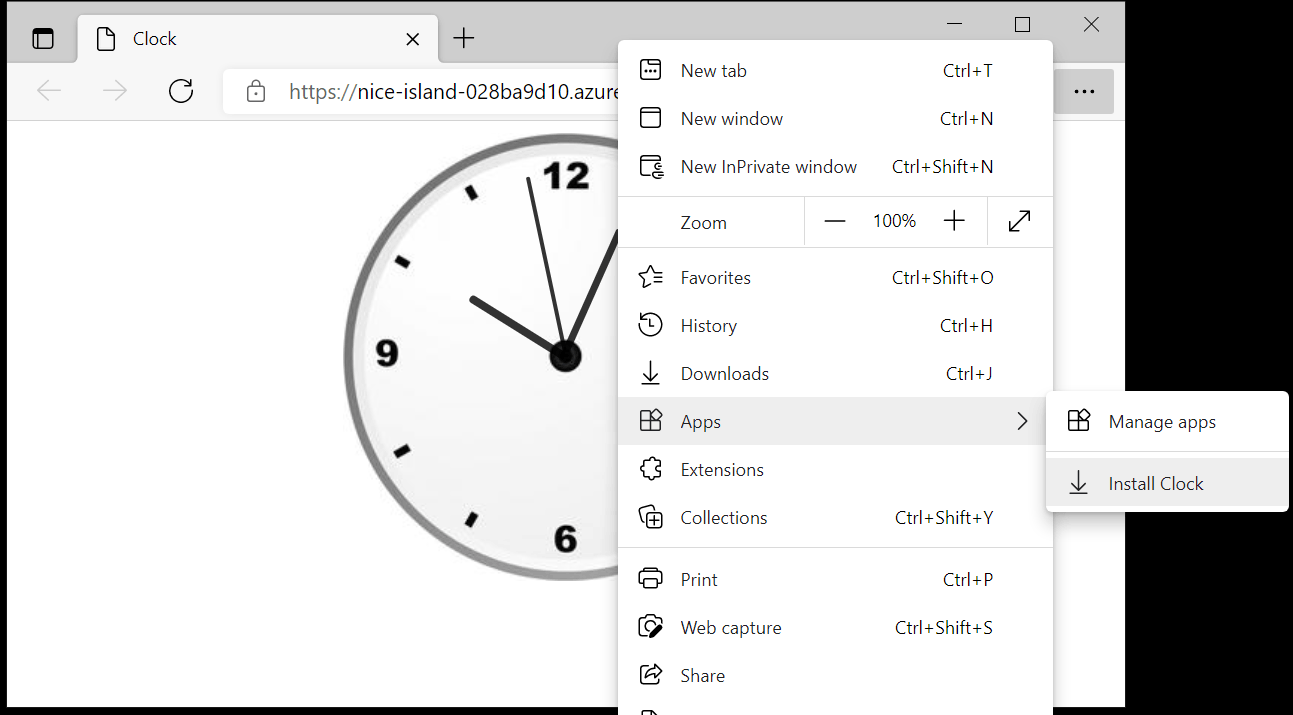 Clock
https://nice-island-028ba9d10.azure
12
9
6
New tab Ctrl+T
New window Ctrl+N
New InPrivate window Ctrl+Shift+N
Zoom 100%
Favorites Ctrl+Shift+O
History Ctrl+H
Downloads Ctrl+J
Apps
Extensions
Collections Ctrl+Shift+Y
Print Ctrl+P
Web capture Ctrl+Shift+S
Share
Manage apps
Install Clock